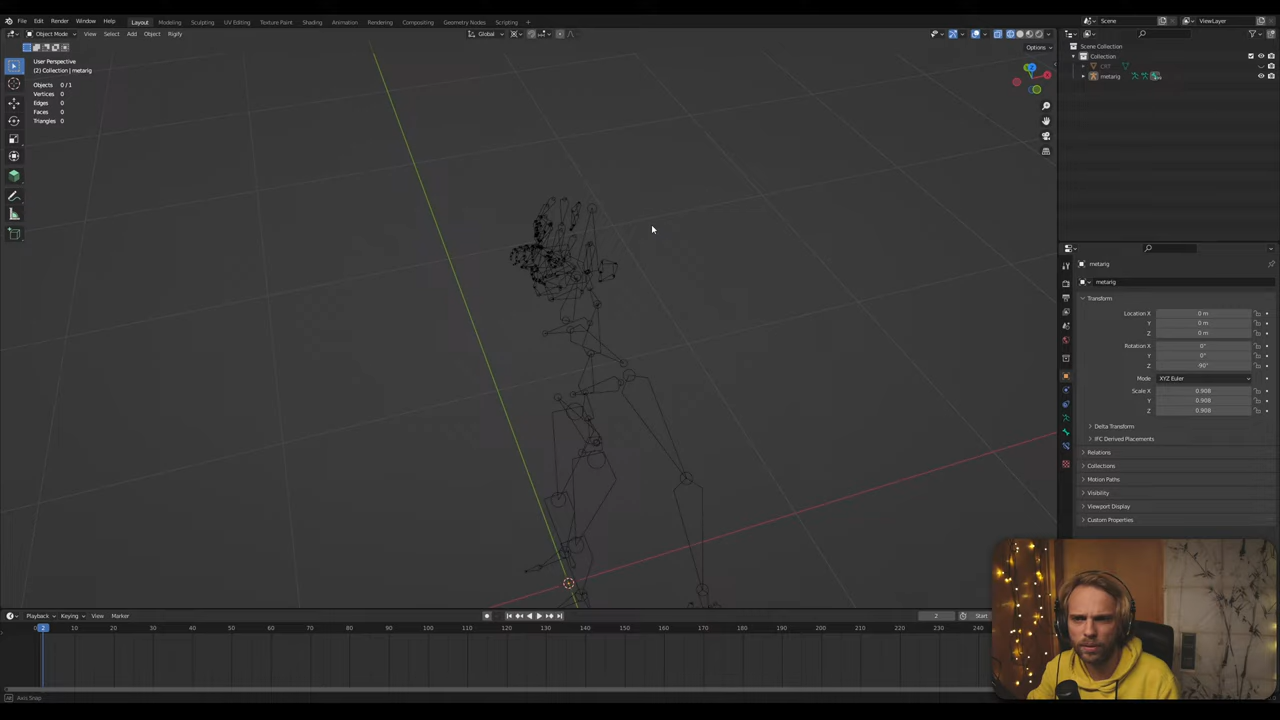 File Edit Render Window Help Layout Modeling Sculpting UV Editing Texture Paint Shading Animation Rendering Compositing Geometry Nodes Scripting + Scene ViewLayer
Object Mode View Select Add Object Rigify Global
Options
User Perspective
(2) Collection | metarig
Objects 0/1
Vertices 0
Edges 0
Faces 0
Triangles 0
Scene Collection
Collection
CRT
metarig
metarig
metarig
Transform
Location X 0 m
Y 0 m
Z 0 m
Rotation X 0°
Y 0°
Z -90°
Mode XYZ Euler
Scale X 0.908
Y 0.908
Z 0.908
Delta Transform
IFC Derived Placements
Relations
Collections
Motion Paths
Visibility
Viewport Display
Custom Properties
Playback Keying View Marker 2 Start
0 2 10 20 30 40 50 60 70 80 90 100 110 120 130 140 150 160 170 180 190 200 210 220 230 240
Axis Snap